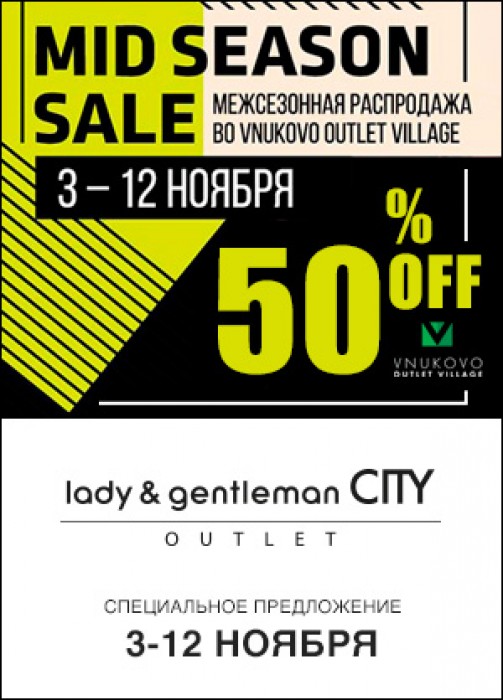 MID SEASON
SALE
МЕЖСЕЗОННАЯ РАСПРОДАЖА
ВО VNUKOVO OUTLET VILLAGE
3 – 12 НОЯБРЯ
50% OFF
VNUKOVO
OUTLET VILLAGE
lady & gentleman CITY
OUTLET
СПЕЦИАЛЬНОЕ ПРЕДЛОЖЕНИЕ
3-12 НОЯБРЯ